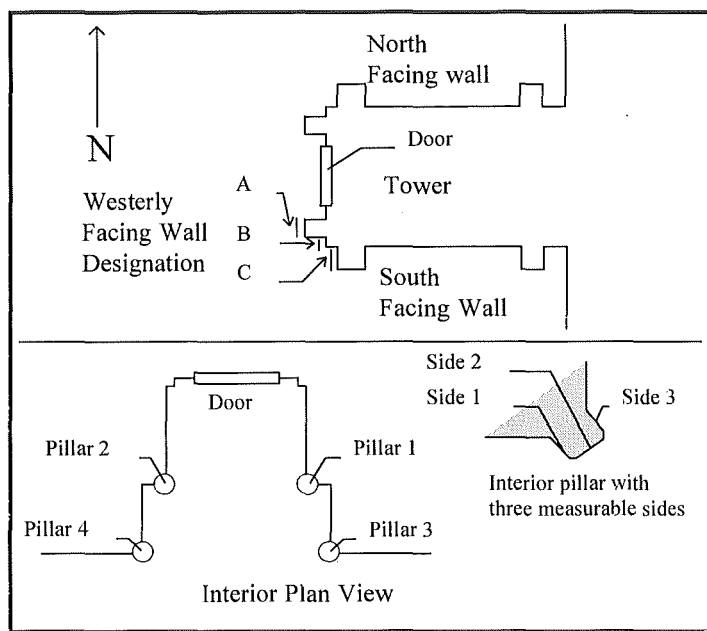 North
Facing wall
N
Door
A
Westerly
Facing Wall
Designation
Tower
B
C
South
Facing Wall
Side 2
Side 1
Side 3
Door
Pillar 2
Pillar 1
Interior pillar with
three measurable sides
Pillar 4
Pillar 3
Interior Plan View